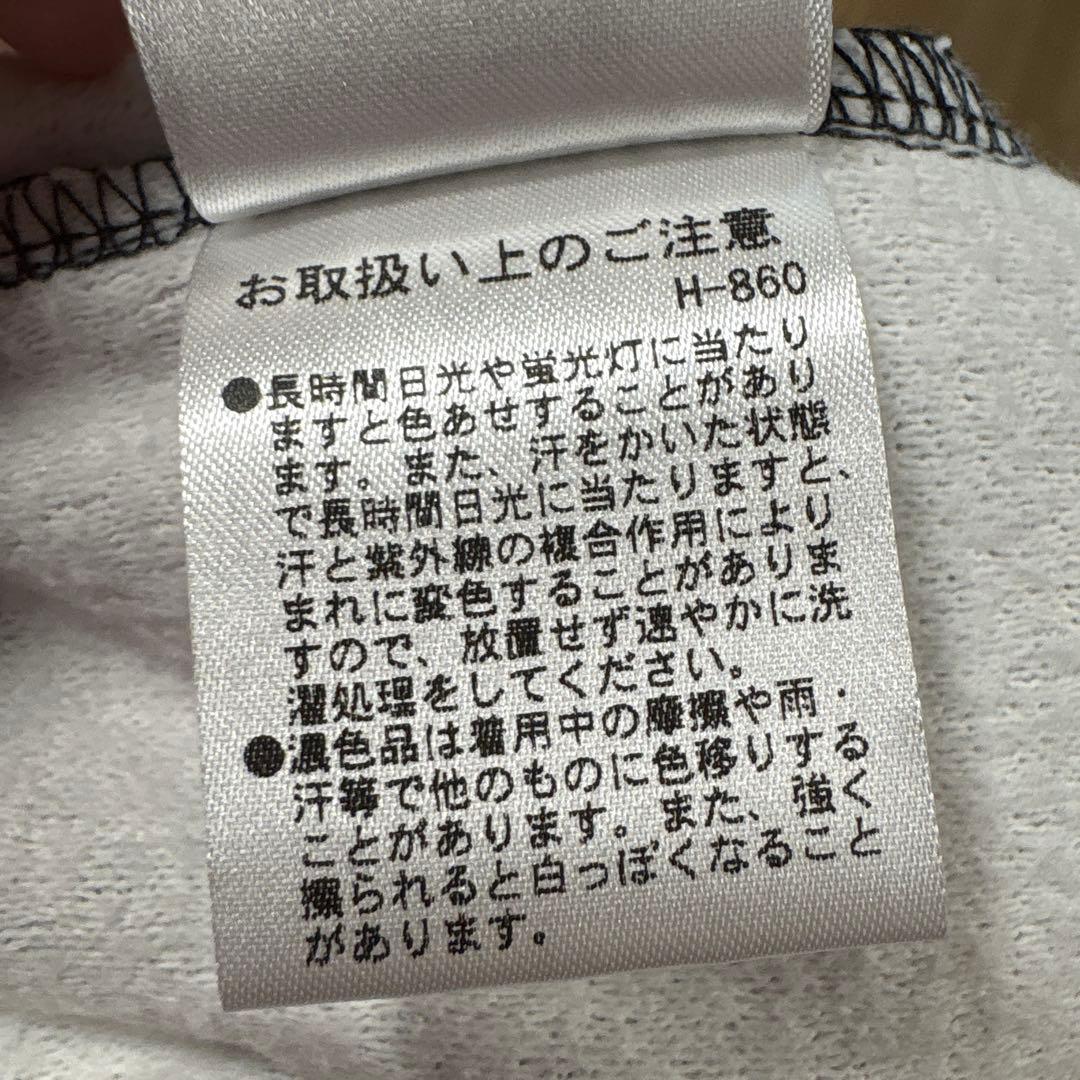 お取扱い上のご注意
H-860
●長時間日光や蛍光灯に当たり
ますと色あせすることがあり
ます。また、汗をかいた状態
で長時間日光に当たりますと、
汗と紫外線の複合作用により
まれに変色することがありま
すので、放置せず速やかに洗
濯処理をしてください。
●濃色品は着用中の摩擦や雨・
汗等で他のものに色移りする
ことがあります。また、強く
擦られると白っぽくなること
があります。